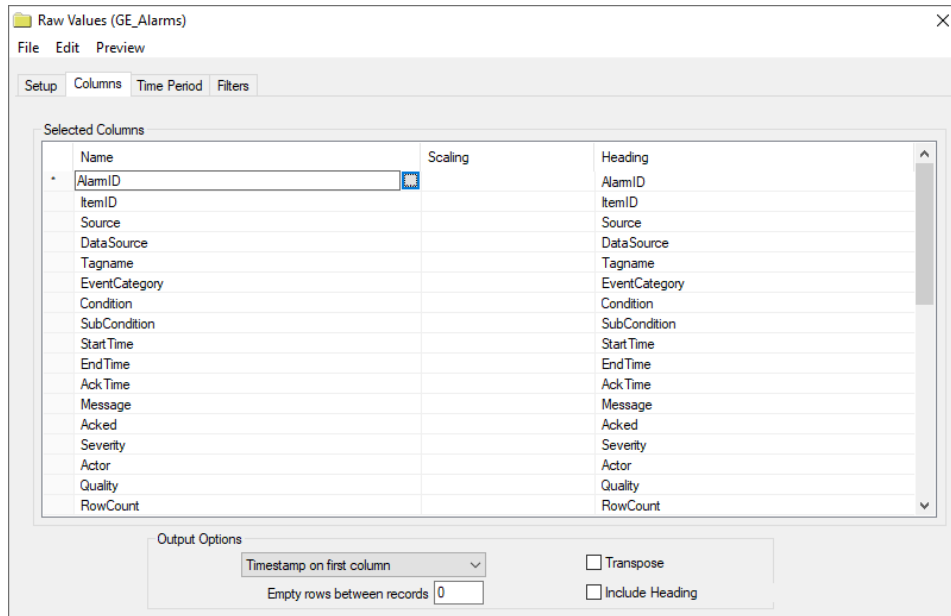 Raw Values (GE_Alarms)
File Edit Preview
Setup Columns Time Period Filters
Selected Columns
Name Scaling Heading
* AlarmID ... AlarmID
ItemID ItemID
Source Source
DataSource DataSource
Tagname Tagname
EventCategory EventCategory
Condition Condition
SubCondition SubCondition
StartTime StartTime
EndTime EndTime
AckTime AckTime
Message Message
Acked Acked
Severity Severity
Actor Actor
Quality Quality
RowCount RowCount
Output Options
Timestamp on first column Transpose
Empty rows between records 0 Include Heading